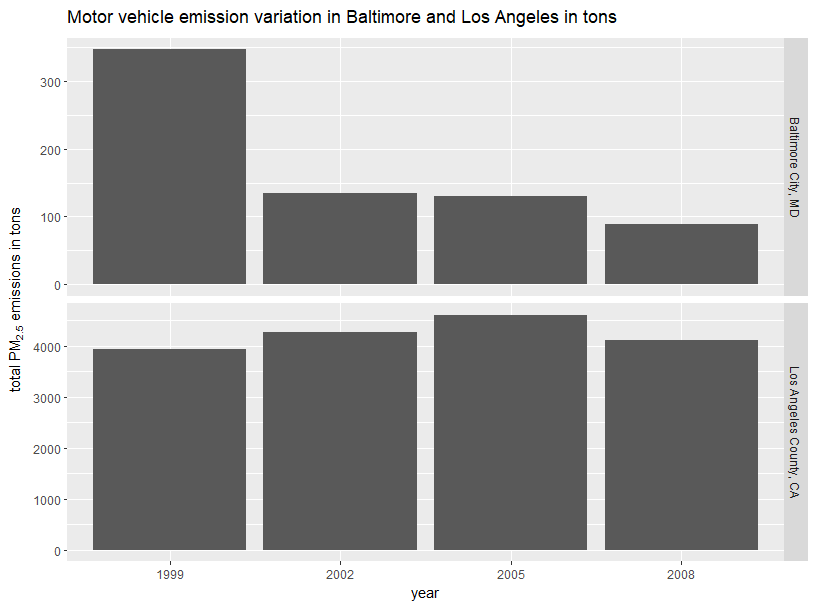 Motor vehicle emission variation in Baltimore and Los Angeles in tons
total PM2.5 emissions in tons
300
200
100
0
Baltimore City, MD
4000
3000
2000
1000
0
Los Angeles County, CA
1999 2002 2005 2008
year